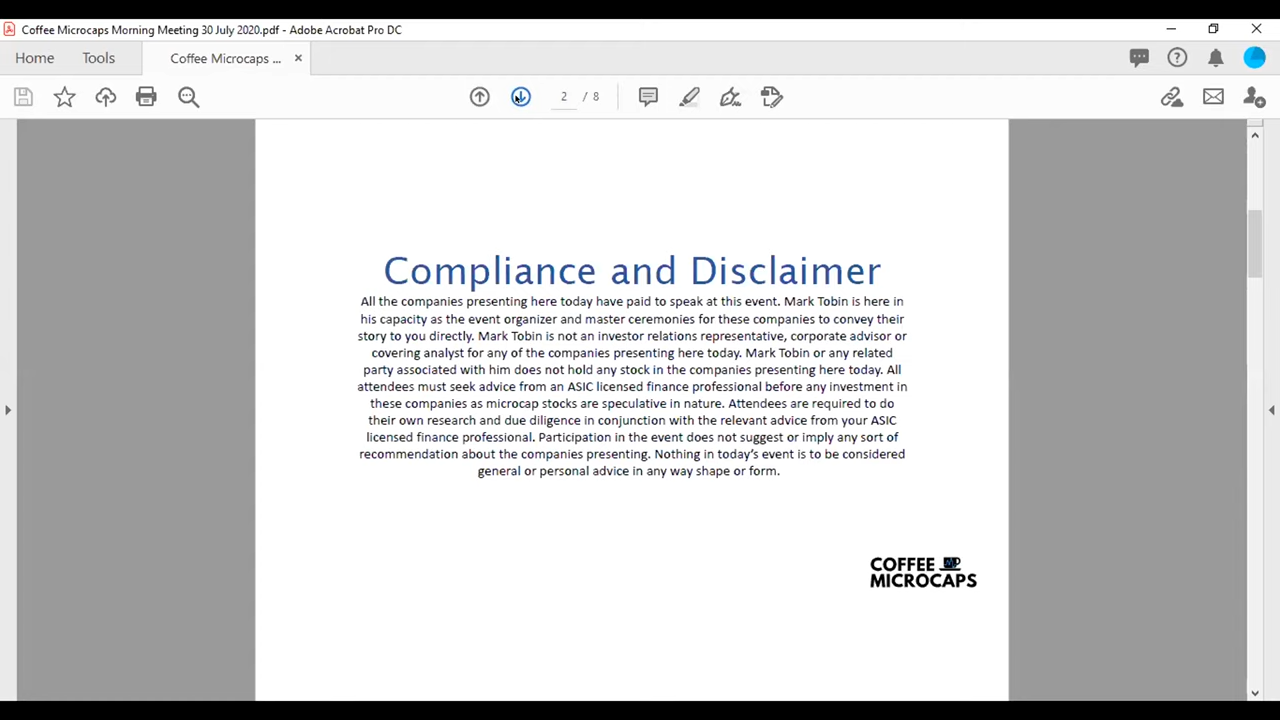 Coffee Microcaps Morning Meeting 30 July 2020.pdf - Adobe Acrobat Pro DC
Home
Tools
Coffee Microcaps ...
2 / 8
Compliance and Disclaimer
All the companies presenting here today have paid to speak at this event. Mark Tobin is here in
his capacity as the event organizer and master ceremonies for these companies to convey their
story to you directly. Mark Tobin is not an investor relations representative, corporate advisor or
covering analyst for any of the companies presenting here today. Mark Tobin or any related
party associated with him does not hold any stock in the companies presenting here today. All
attendees must seek advice from an ASIC licensed finance professional before any investment in
these companies as microcap stocks are speculative in nature. Attendees are required to do
their own research and due diligence in conjunction with the relevant advice from your ASIC
licensed finance professional. Participation in the event does not suggest or imply any sort of
recommendation about the companies presenting. Nothing in today's event is to be considered
general or personal advice in any way shape or form.
COFFEE
MICROCAPS